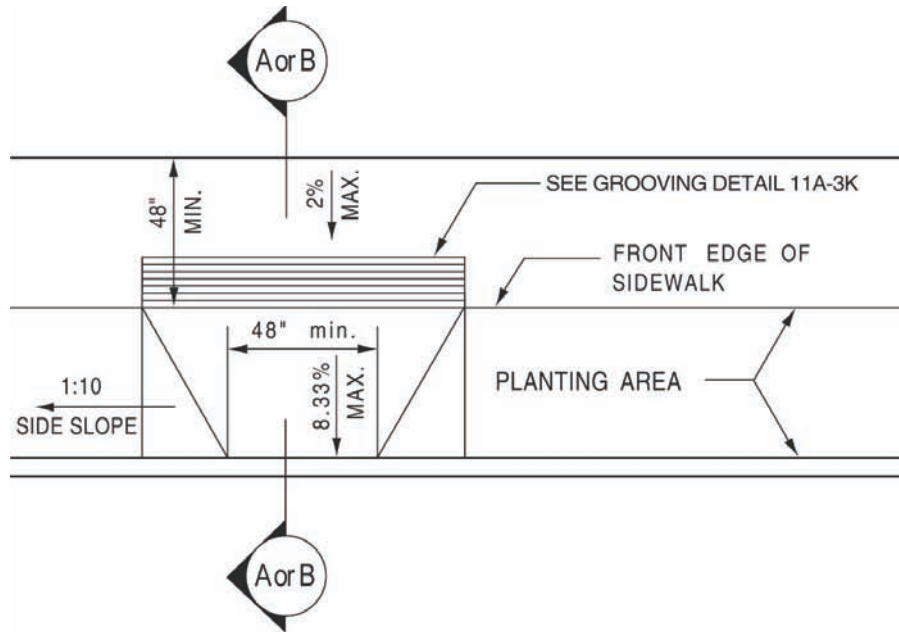 A or B
48"
MIN.
2%
MAX.
SEE GROOVING DETAIL 11A-3K
FRONT EDGE OF
SIDEWALK
48" min.
8.33%
MAX.
1:10
SIDE SLOPE
PLANTING AREA
A or B